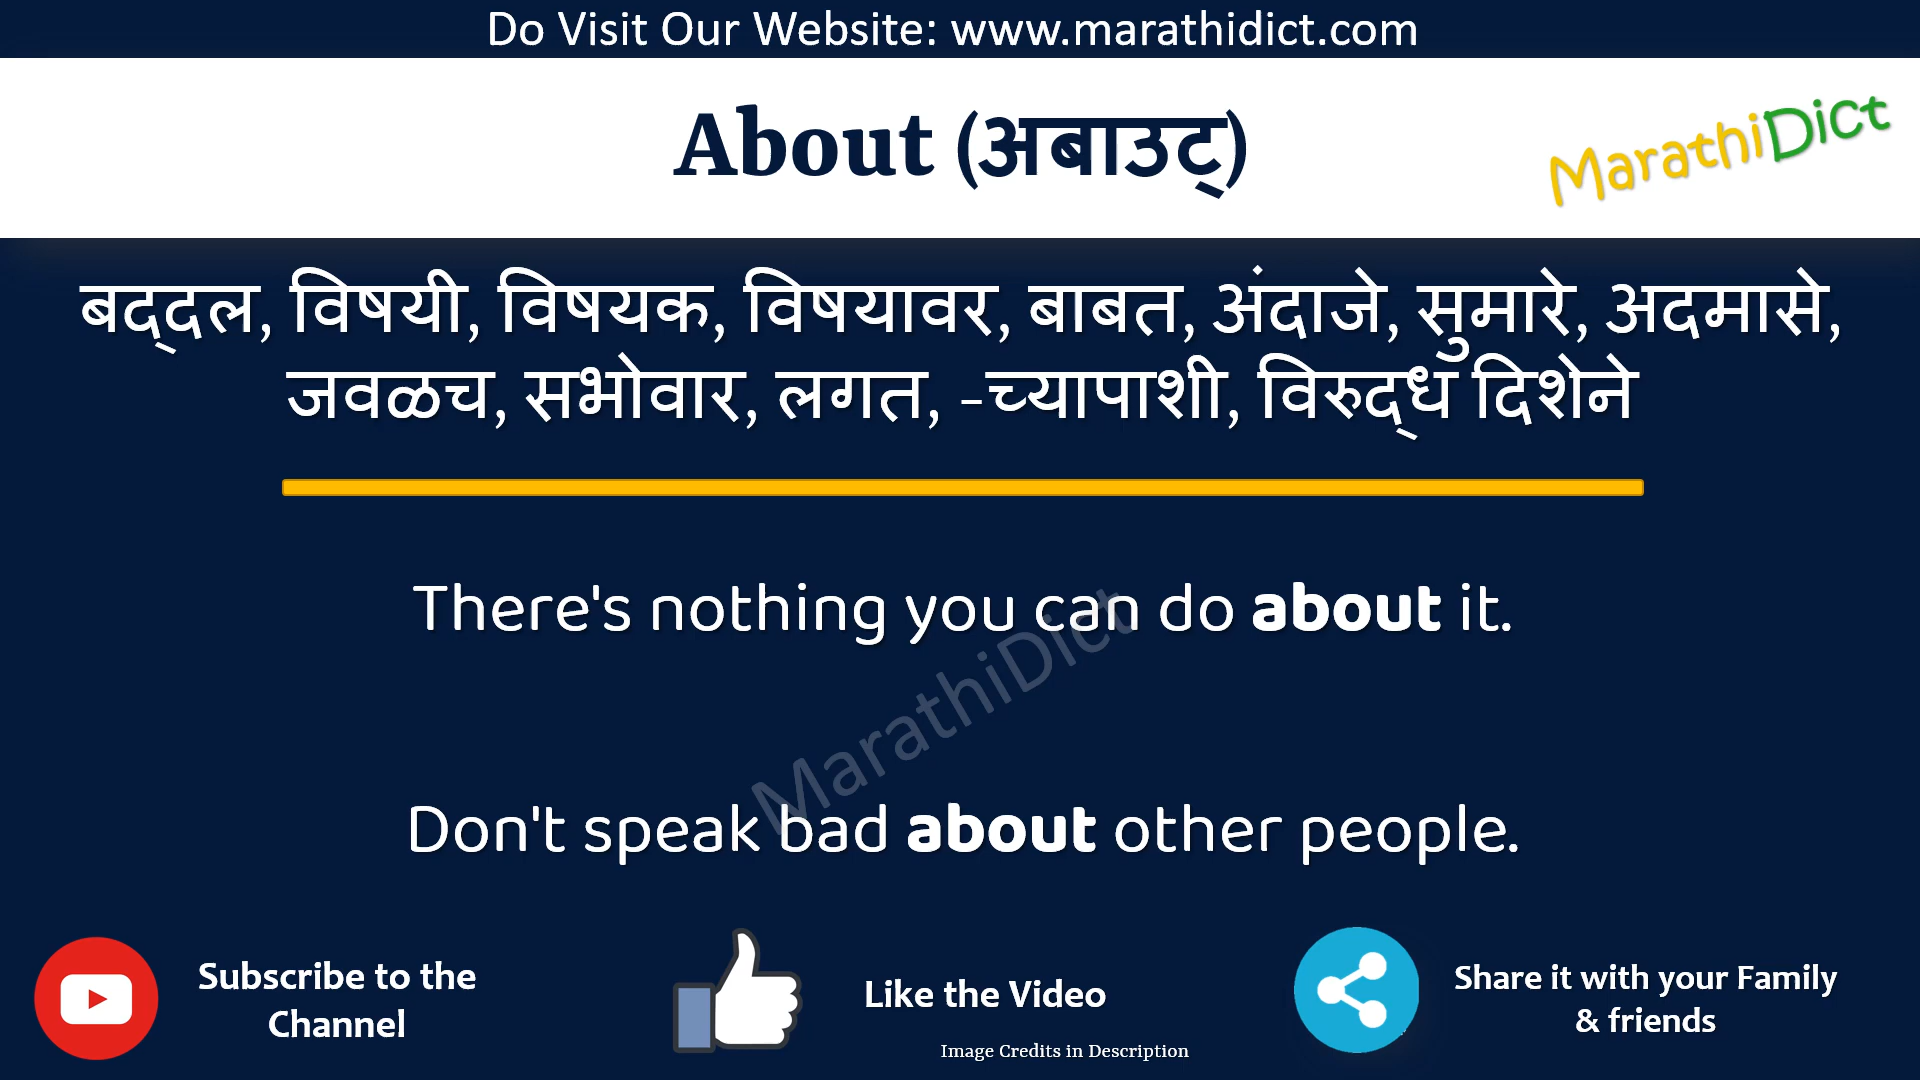 Do Visit Our Website: www.marathidict.com
About (अबाउट्)
MarathiDict
बद्‌दल, विषयी, विषयक, विषयावर, बाबत, अंदाजे, सुमारे, अदमासे,
जवळच, सभोवार, लगत, -च्यापाशी, विरुद्‌ध दिशेने
There's nothing you can do about it.
MarathiDict
Don't speak bad about other people.
Subscribe to the
Channel
Like the Video
Share it with your Family
& friends
Image Credits in Description